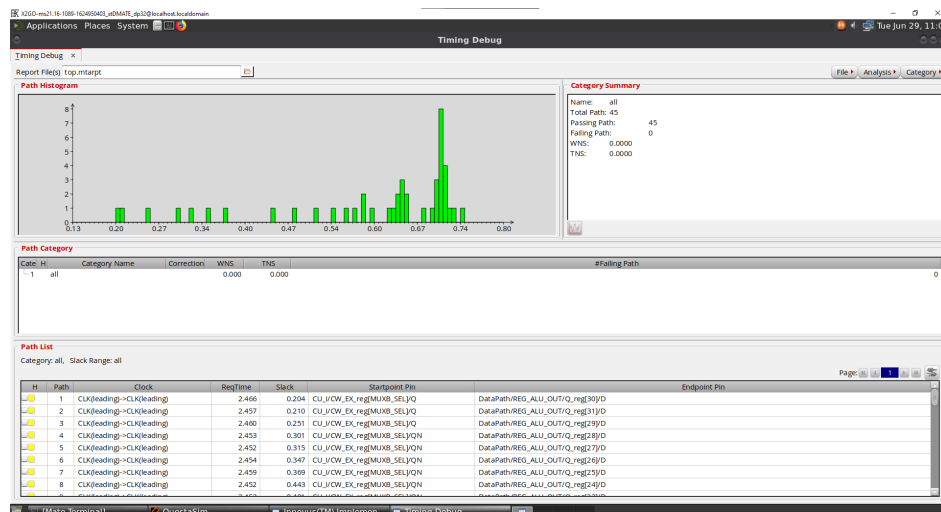 X2GO-ms21.16-1089-1624950403_stDMATE_dp32@localhost.localdomain
Applications Places System Tue Jun 29, 11:0
Timing Debug
Timing Debug ×
Report File(s) top.mtarpt File Analysis Category
Path Histogram
8
7
6
5
4
3
2
1
0
0.13 0.20 0.27 0.34 0.40 0.47 0.54 0.60 0.67 0.74 0.80
Category Summary
Name: all
Total Path: 45
Passing Path: 45
Failing Path: 0
WNS: 0.0000
TNS: 0.0000
Path Category
Cate H Category Name Correction WNS TNS #Failing Path
1 all 0.000 0.000 0
Path List
Category: all, Slack Range: all
Page: 1
H Path Clock ReqTime Slack Startpoint Pin Endpoint Pin
1 CLK(leading)->CLK(leading) 2.466 0.204 CU_I/CW_EX_reg[MUXB_SEL]/Q DataPath/REG_ALU_OUT/Q_reg[30]/D
2 CLK(leading)->CLK(leading) 2.457 0.210 CU_I/CW_EX_reg[MUXB_SEL]/Q DataPath/REG_ALU_OUT/Q_reg[31]/D
3 CLK(leading)->CLK(leading) 2.460 0.251 CU_I/CW_EX_reg[MUXB_SEL]/Q DataPath/REG_ALU_OUT/Q_reg[29]/D
4 CLK(leading)->CLK(leading) 2.453 0.301 CU_I/CW_EX_reg[MUXB_SEL]/QN DataPath/REG_ALU_OUT/Q_reg[28]/D
5 CLK(leading)->CLK(leading) 2.452 0.315 CU_I/CW_EX_reg[MUXB_SEL]/QN DataPath/REG_ALU_OUT/Q_reg[27]/D
6 CLK(leading)->CLK(leading) 2.454 0.347 CU_I/CW_EX_reg[MUXB_SEL]/QN DataPath/REG_ALU_OUT/Q_reg[26]/D
7 CLK(leading)->CLK(leading) 2.459 0.369 CU_I/CW_EX_reg[MUXB_SEL]/QN DataPath/REG_ALU_OUT/Q_reg[25]/D
8 CLK(leading)->CLK(leading) 2.452 0.443 CU_I/CW_EX_reg[MUXB_SEL]/QN DataPath/REG_ALU_OUT/Q_reg[24]/D
[Mate Terminal] QuestaSim Innovus(TM) Implemen Timing Debug